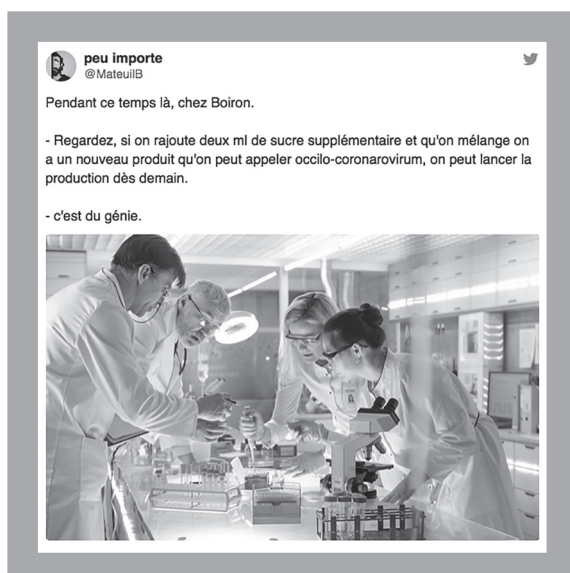 peu importe
@MateuilB
Pendant ce temps là, chez Boiron.
- Regardez, si on rajoute deux ml de sucre supplémentaire et qu'on mélange on
a un nouveau produit qu'on peut appeler occilo-coronarovirum, on peut lancer la
production dès demain.
- c'est du génie.